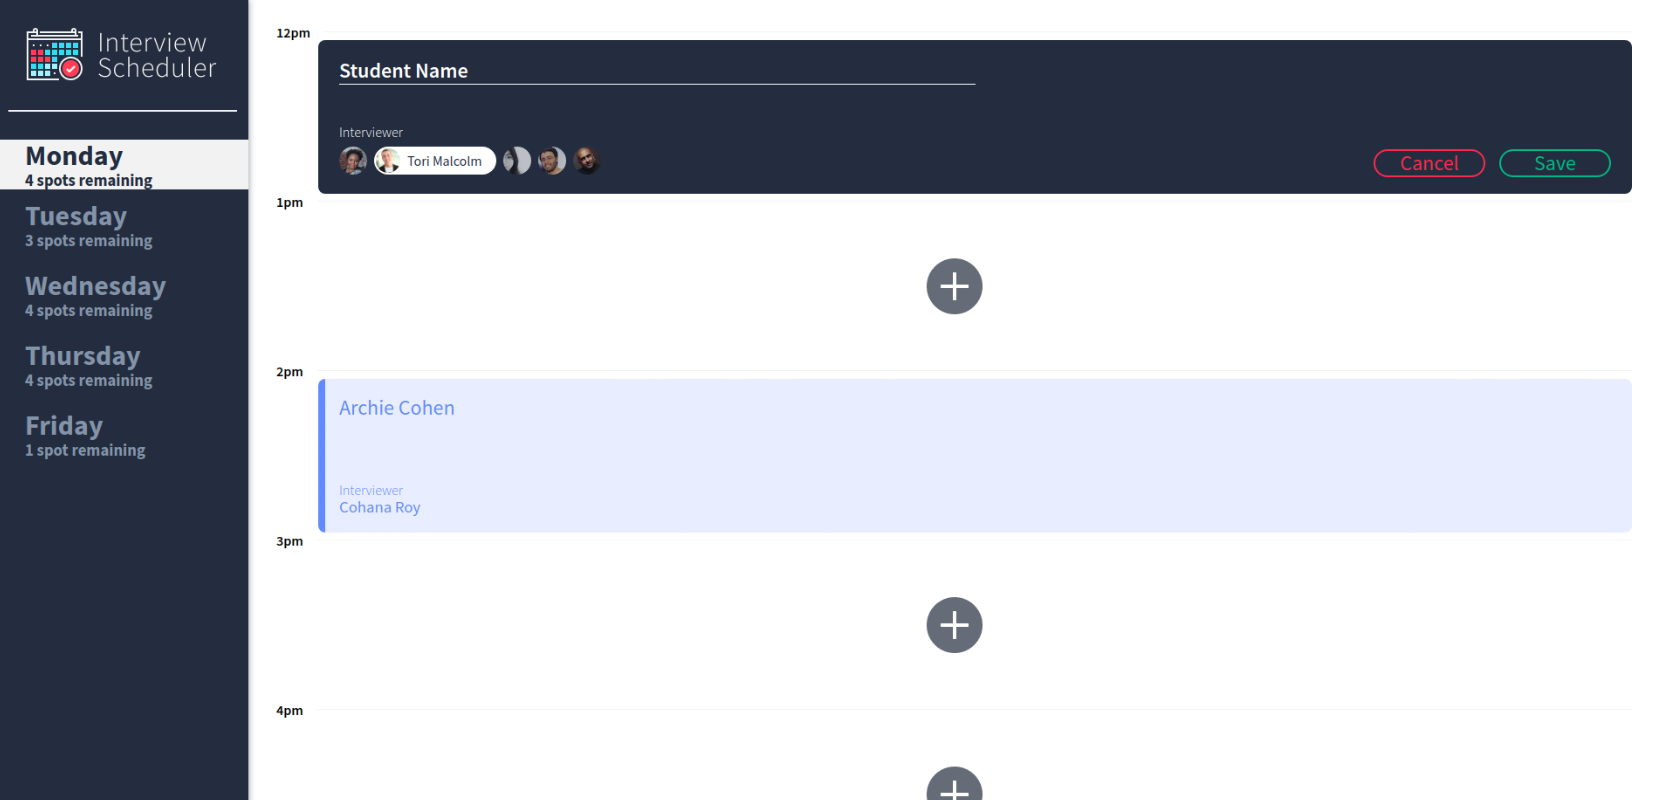 Interview
Scheduler
Monday
4 spots remaining
Tuesday
3 spots remaining
Wednesday
4 spots remaining
Thursday
4 spots remaining
Friday
1 spot remaining
12pm
Student Name
Interviewer
Tori Malcolm
Cancel
Save
1pm
2pm
Archie Cohen
Interviewer
Cohana Roy
3pm
4pm